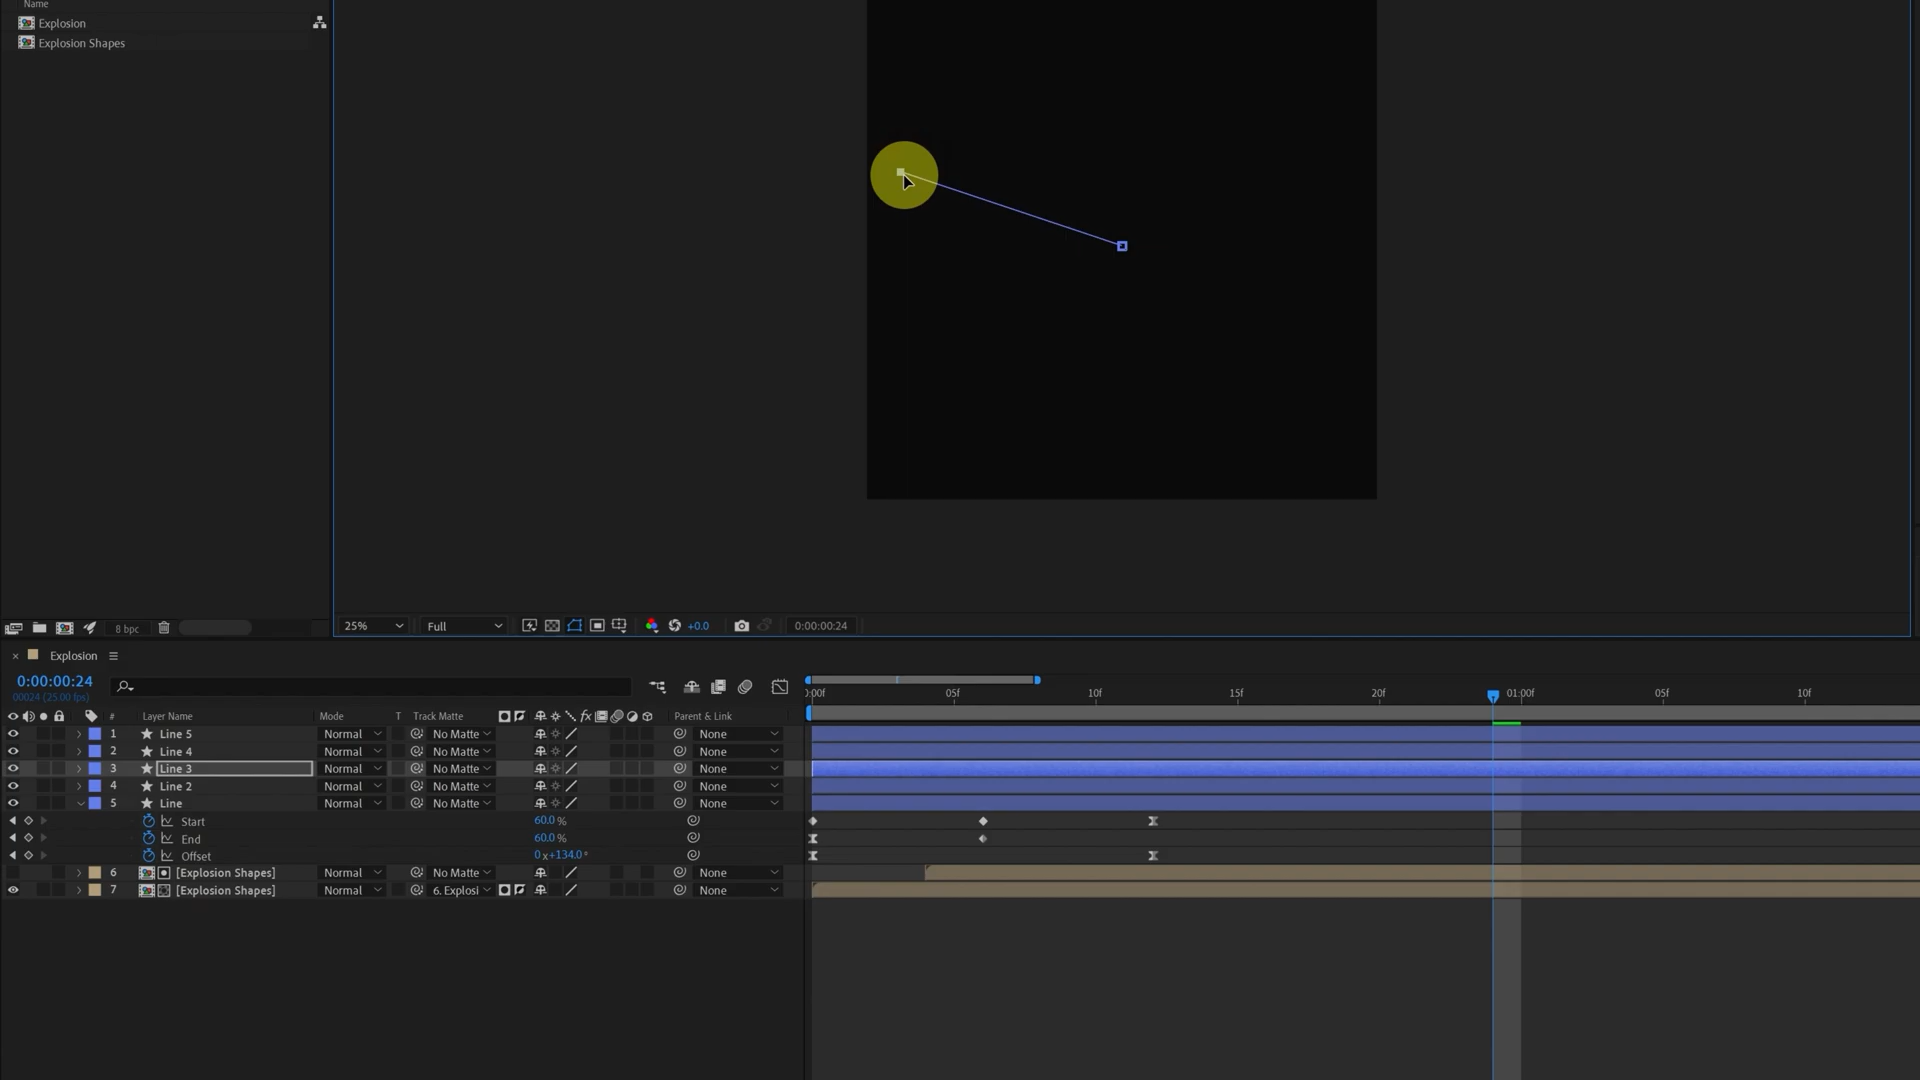 Name
Explosion
Explosion Shapes
8 bpc
25%
Full
+0.0
0:00:00:24
Explosion
0:00:00:24
00024 (25.00 fps)
:00f 05f 10f 15f 20f 01:00f 05f 10f
# Layer Name Mode T Track Matte Parent & Link
1 Line 5 Normal No Matte None
2 Line 4 Normal No Matte None
3 Line 3 Normal No Matte None
4 Line 2 Normal No Matte None
5 Line Normal No Matte None
Start 60.0 %
End 60.0 %
Offset 0 x+134.0 °
6 [Explosion Shapes] Normal No Matte None
7 [Explosion Shapes] Normal 6. Explosi None